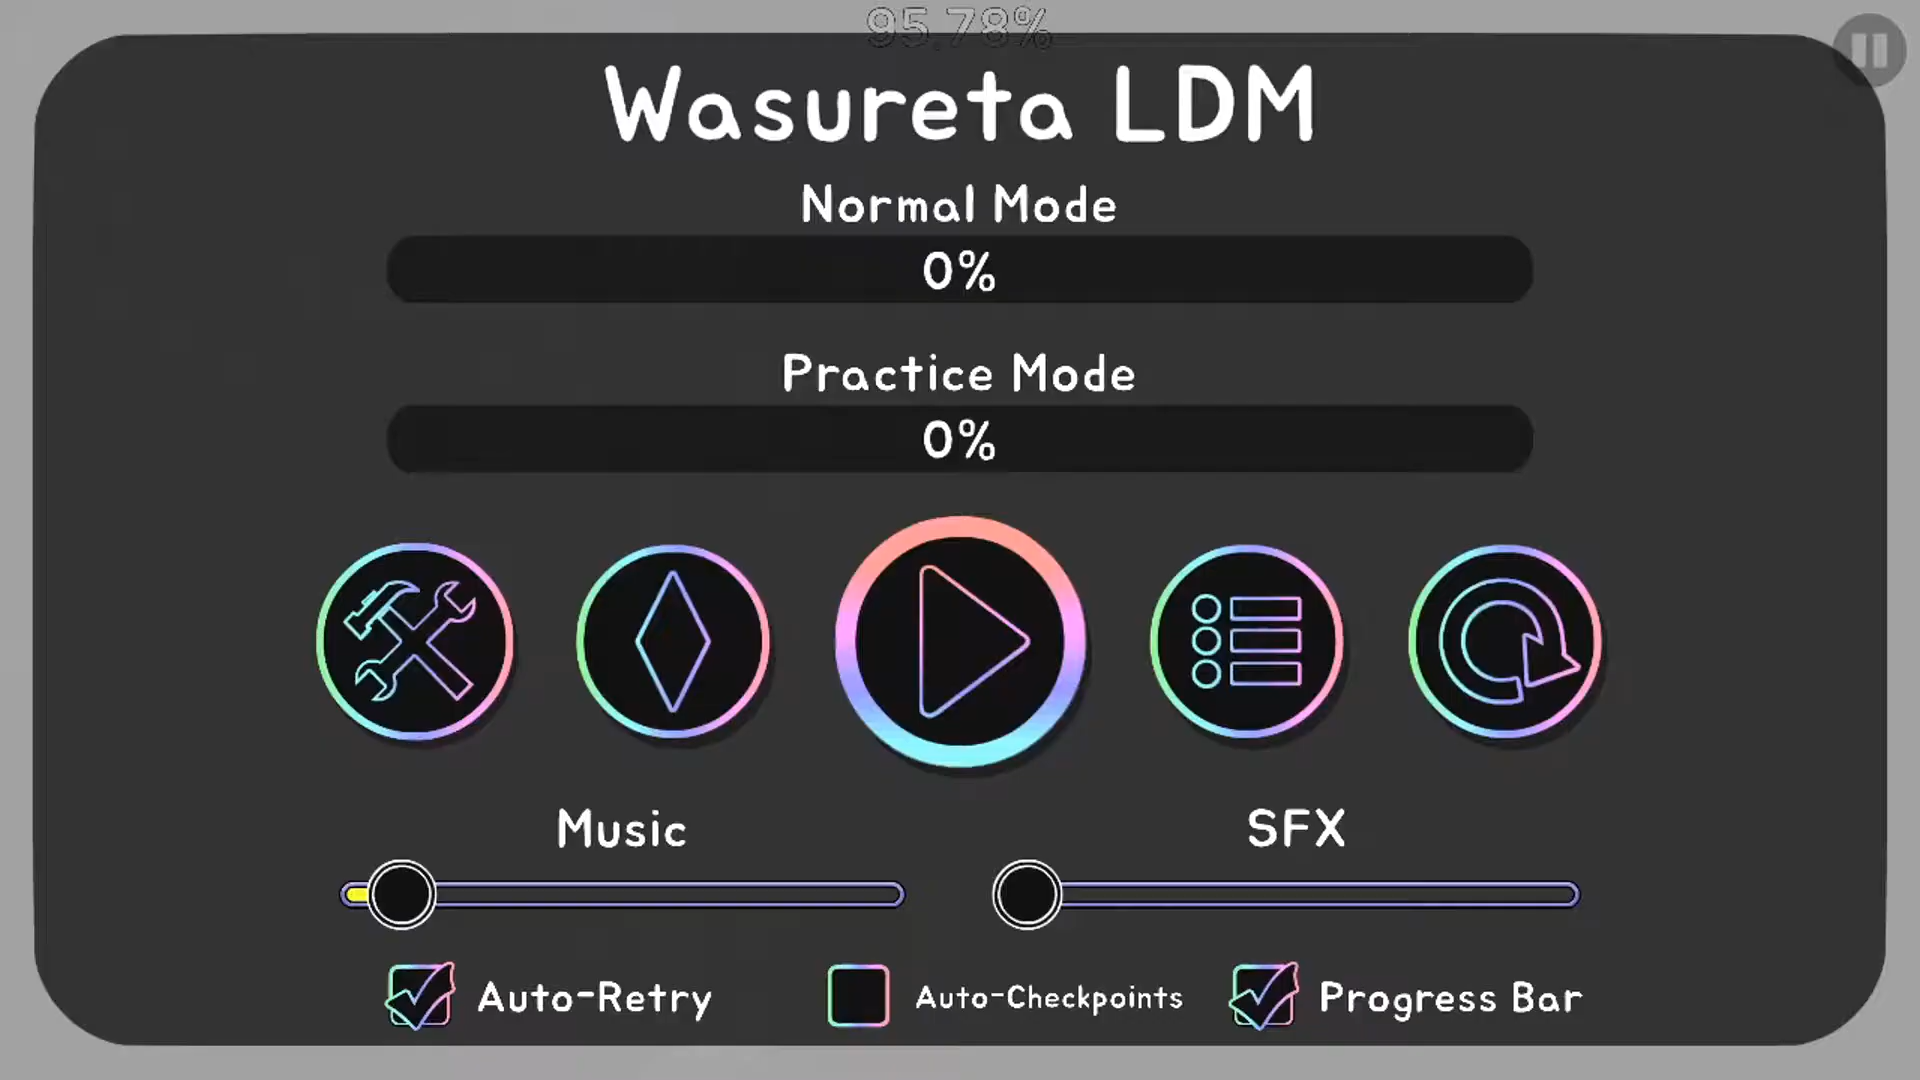 95.78%
Wasureta LDM
Normal Mode
0%
Practice Mode
0%
Music
SFX
Auto-Retry
Auto-Checkpoints
Progress Bar